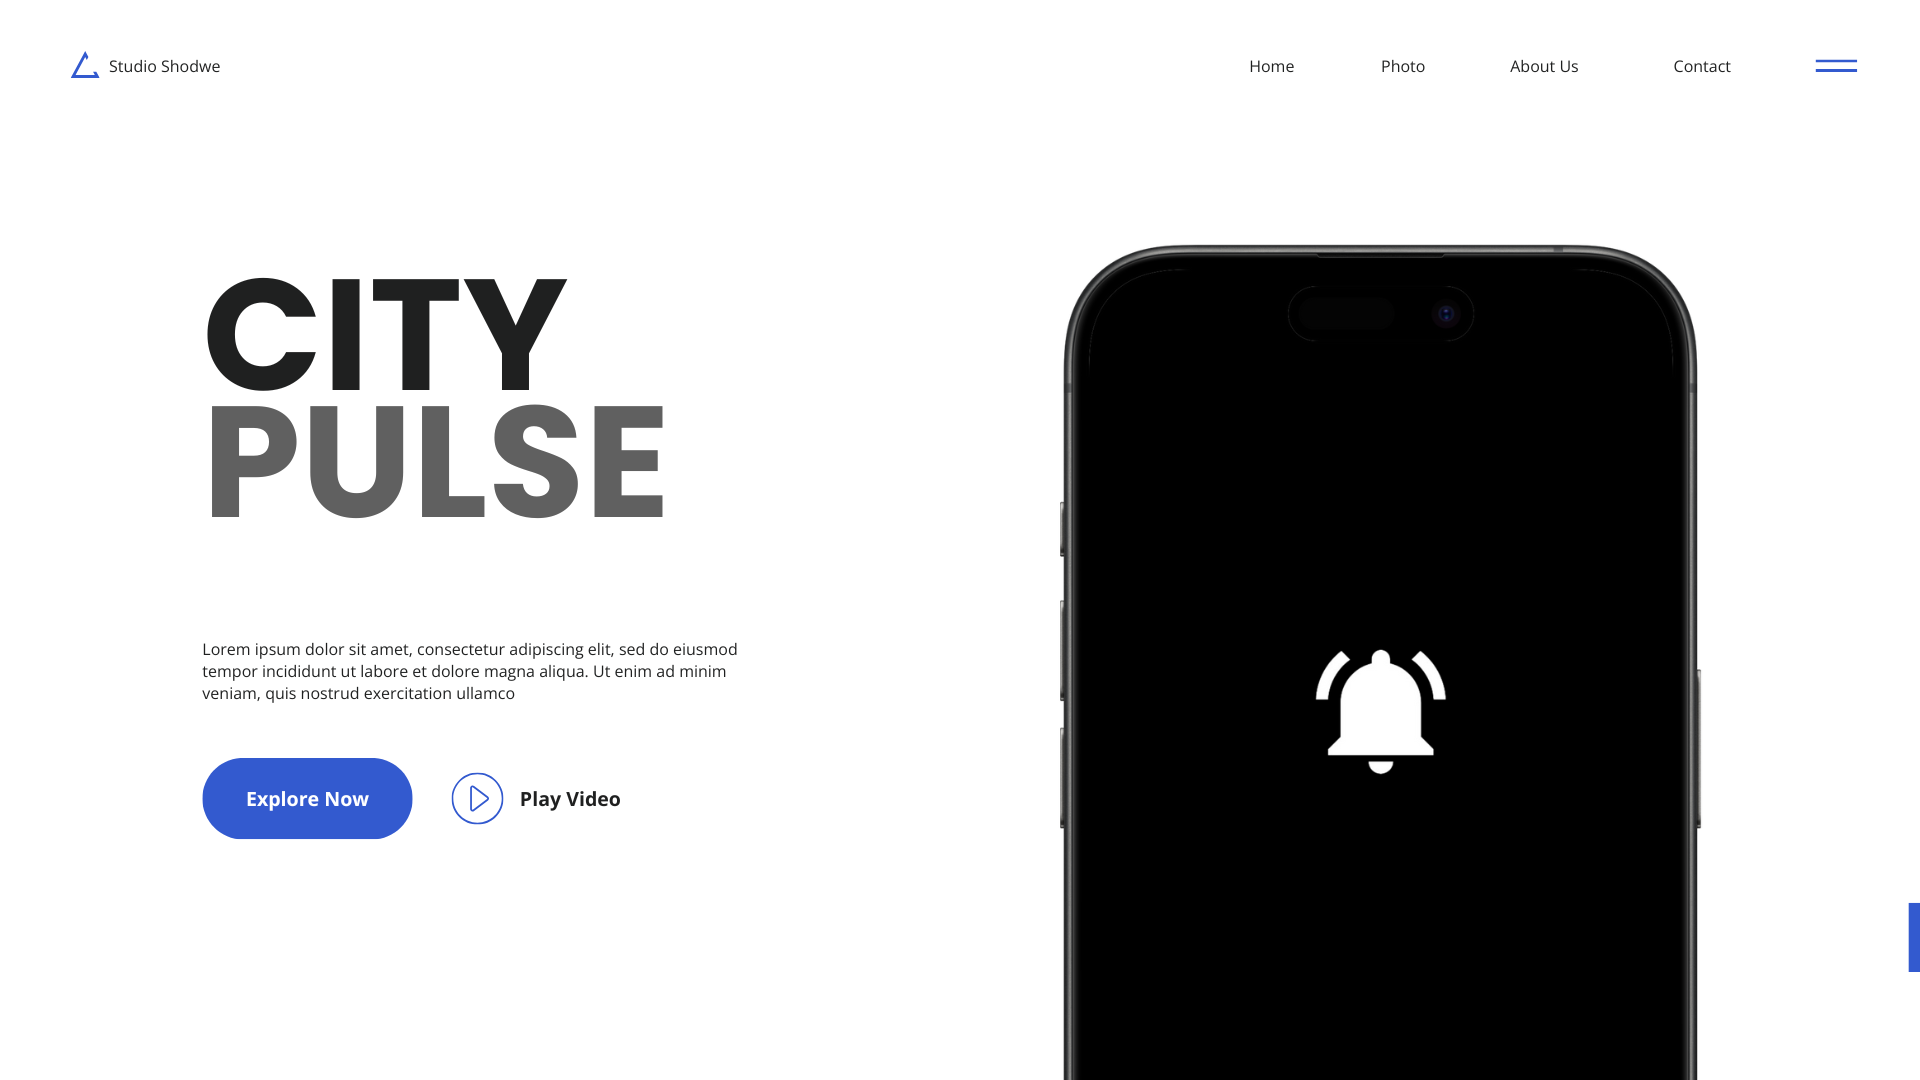 Studio Shodwe
Home
Photo
About Us
Contact
CITY
PULSE
Lorem ipsum dolor sit amet, consectetur adipiscing elit, sed do eiusmod
tempor incididunt ut labore et dolore magna aliqua. Ut enim ad minim
veniam, quis nostrud exercitation ullamco
Explore Now
Play Video